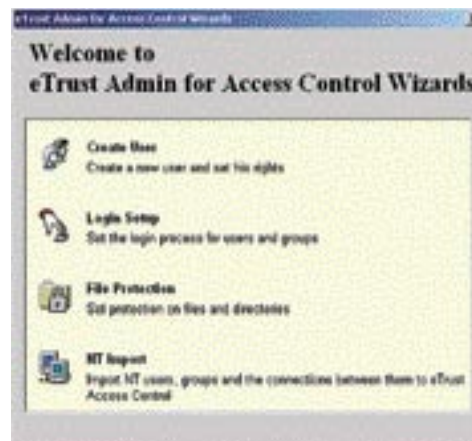 eTrust Admin for Access Control Wizards
Welcome to
eTrust Admin for Access Control Wizards
Create User
Create a new user and set his rights
Login Setup
Set the login process for users and groups
File Protection
Set protection on files and directories
NT Import
Import NT users, groups and the connections between them to eTrust
Access Control